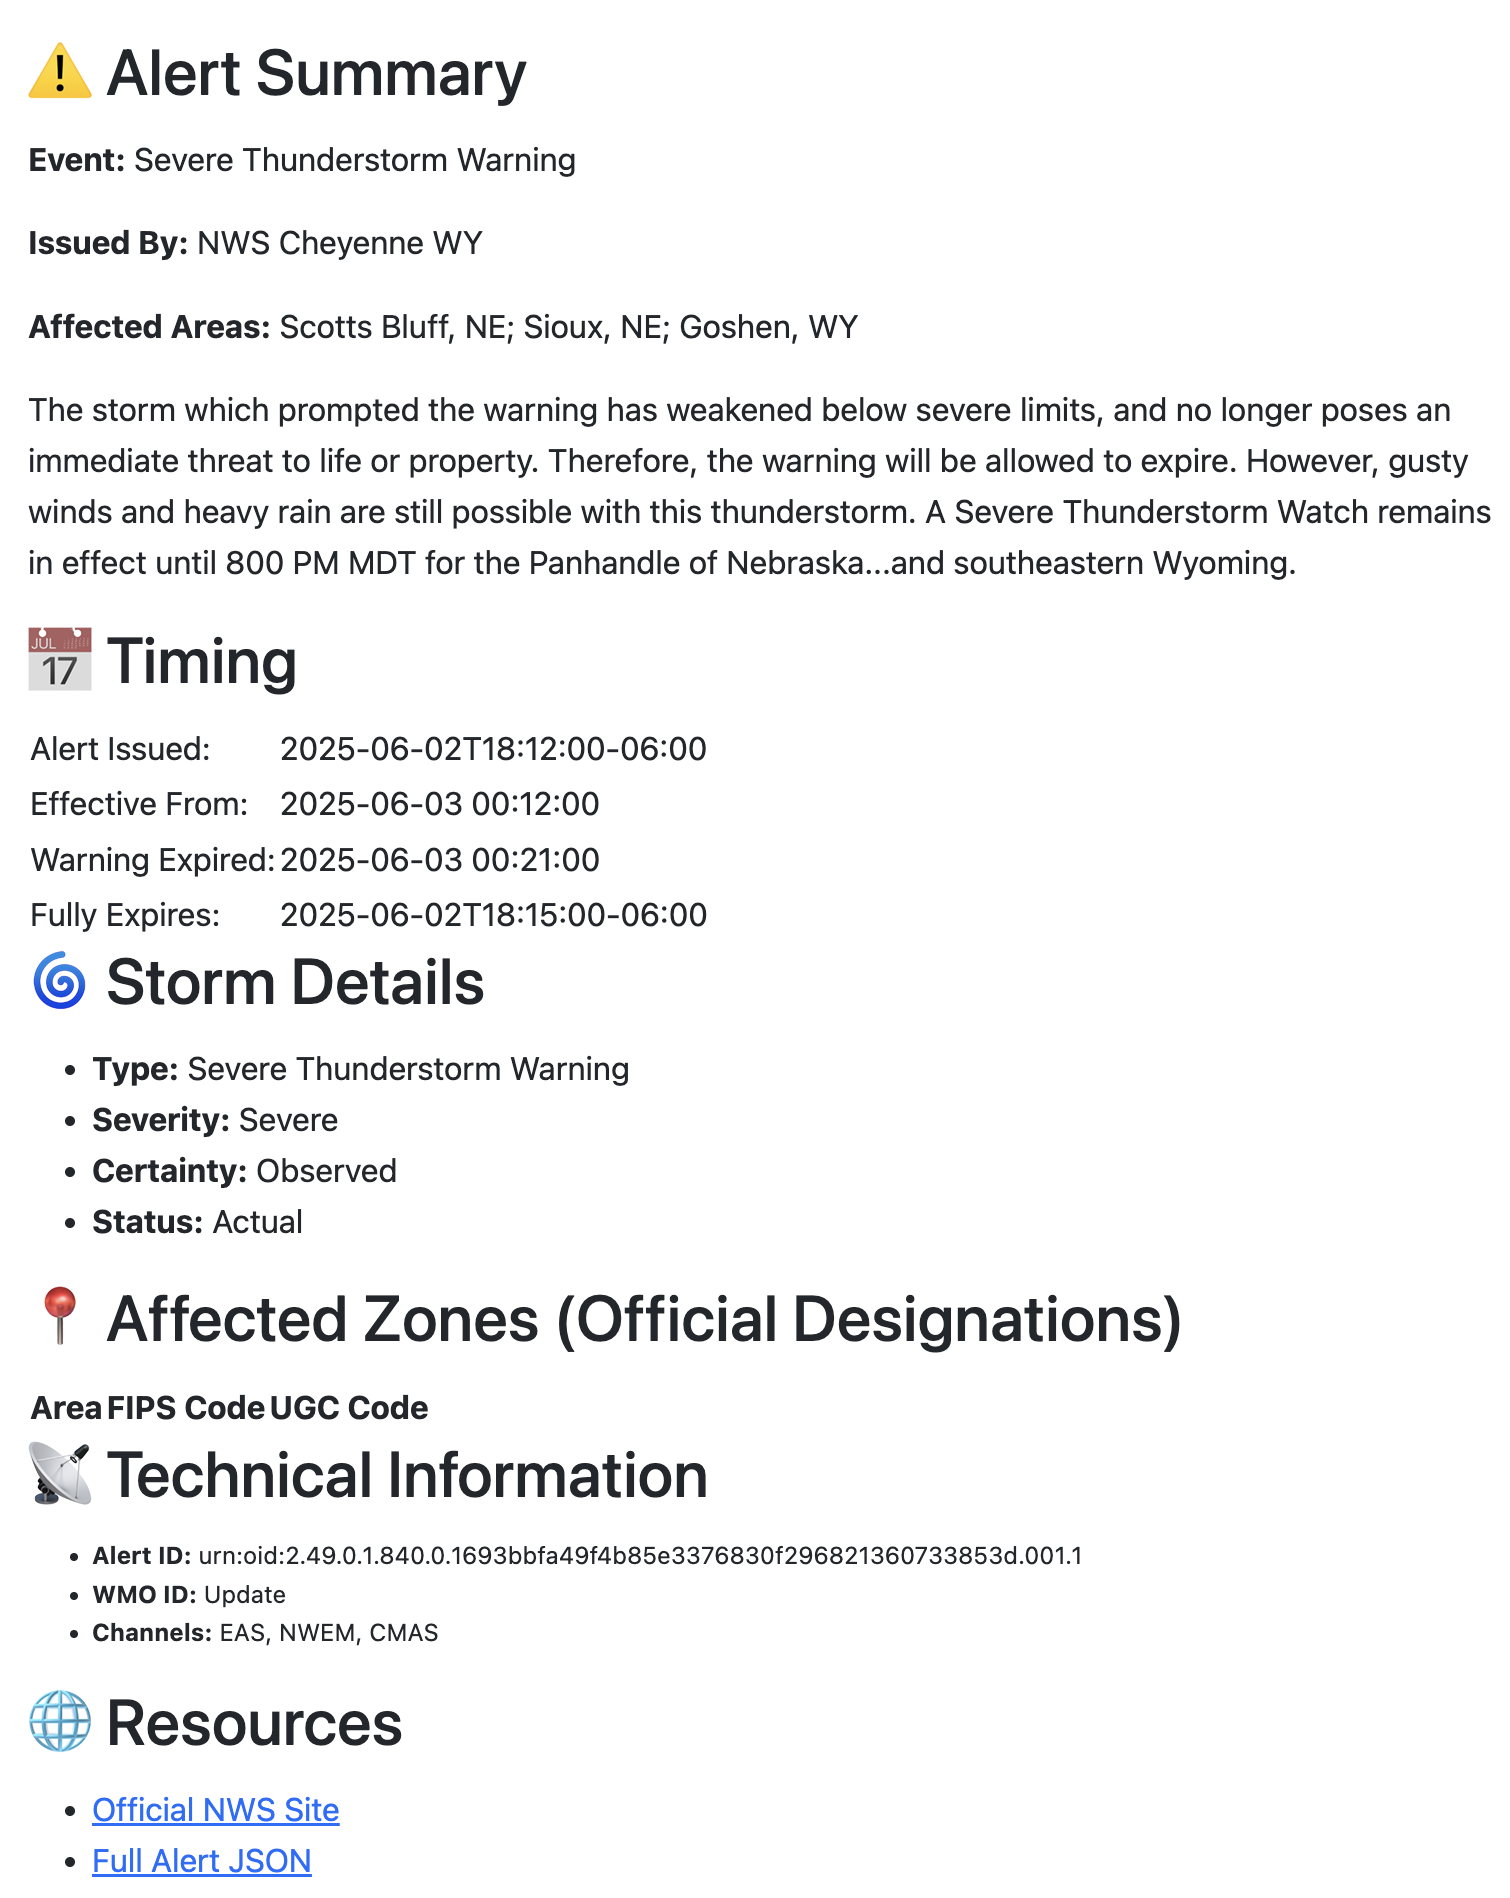 ⚠️ Alert Summary
Event: Severe Thunderstorm Warning
Issued By: NWS Cheyenne WY
Affected Areas: Scotts Bluff, NE; Sioux, NE; Goshen, WY
The storm which prompted the warning has weakened below severe limits, and no longer poses an
immediate threat to life or property. Therefore, the warning will be allowed to expire. However, gusty
winds and heavy rain are still possible with this thunderstorm. A Severe Thunderstorm Watch remains
in effect until 800 PM MDT for the Panhandle of Nebraska...and southeastern Wyoming.
📅 Timing
Alert Issued: 2025-06-02T18:12:00-06:00
Effective From: 2025-06-03 00:12:00
Warning Expired: 2025-06-03 00:21:00
Fully Expires: 2025-06-02T18:15:00-06:00
🌀 Storm Details
• Type: Severe Thunderstorm Warning
• Severity: Severe
• Certainty: Observed
• Status: Actual
📍 Affected Zones (Official Designations)
Area FIPS Code UGC Code
📡 Technical Information
• Alert ID: urn:oid:2.49.0.1.840.0.1693bbfa49f4b85e3376830f296821360733853d.001.1
• WMO ID: Update
• Channels: EAS, NWEM, CMAS
🌐 Resources
• Official NWS Site
• Full Alert JSON